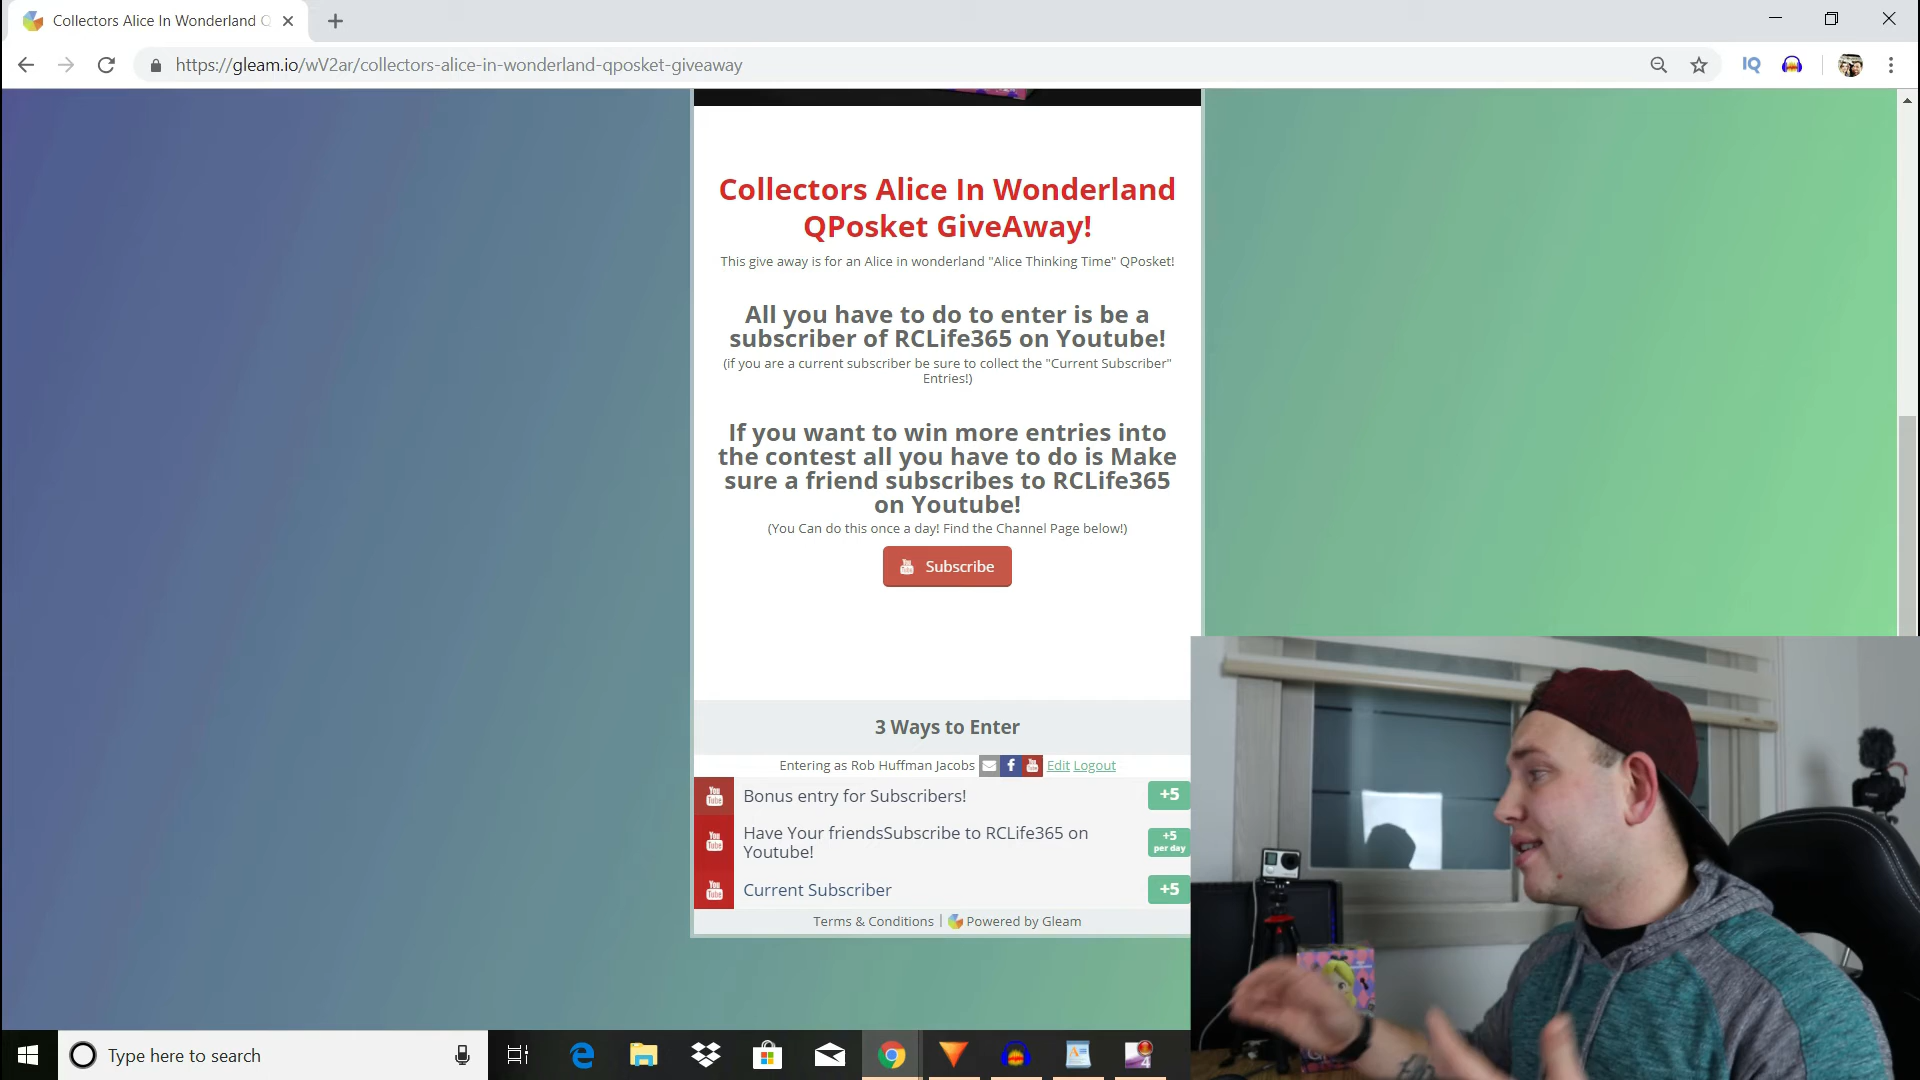 Collectors Alice In Wonderland
https://gleam.io/wV2ar/collectors-alice-in-wonderland-qposket-giveaway
IQ
Collectors Alice In Wonderland
QPosket GiveAway!
This give away is for an Alice in wonderland "Alice Thinking Time" QPosket!
All you have to do to enter is be a
subscriber of RCLife365 on Youtube!
(if you are a current subscriber be sure to collect the "Current Subscriber"
Entries!)
If you want to win more entries into
the contest all you have to do is Make
sure a friend subscribes to RCLife365
on Youtube!
(You Can do this once a day! Find the Channel Page below!)
Subscribe
3 Ways to Enter
Entering as Rob Huffman Jacobs f Edit Logout
You Tube Bonus entry for Subscribers! +5
You Tube Have Your friendsSubscribe to RCLife365 on
Youtube!
+5
per day
You Tube Current Subscriber +5
Terms & Conditions | Powered by Gleam
Type here to search
4